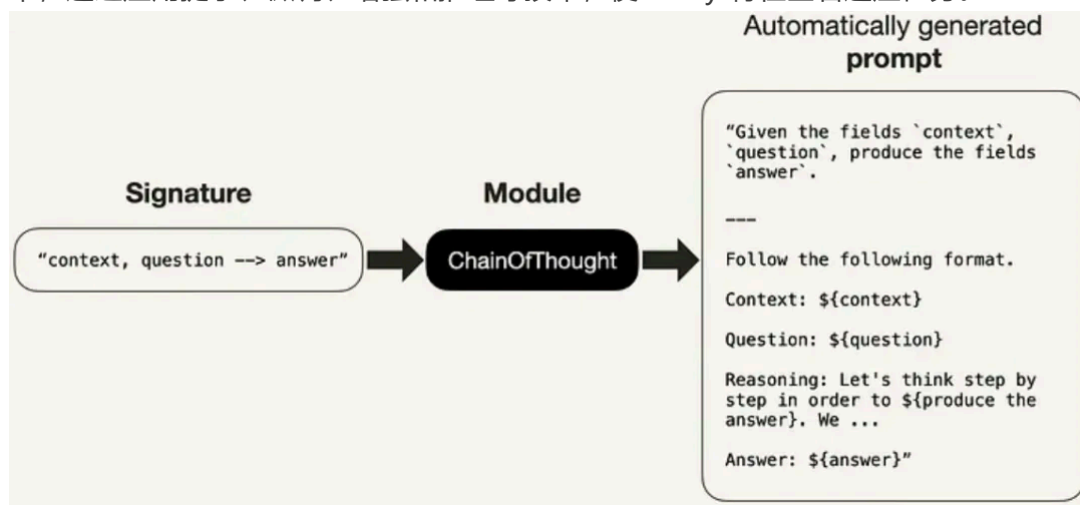 Automatically generated
prompt
Signature
"context, question --> answer"
Module
ChainOfThought
"Given the fields `context`,
`question`, produce the fields
`answer`.
---
Follow the following format.
Context: ${context}
Question: ${question}
Reasoning: Let's think step by
step in order to ${produce the
answer}. We ...
Answer: ${answer}"